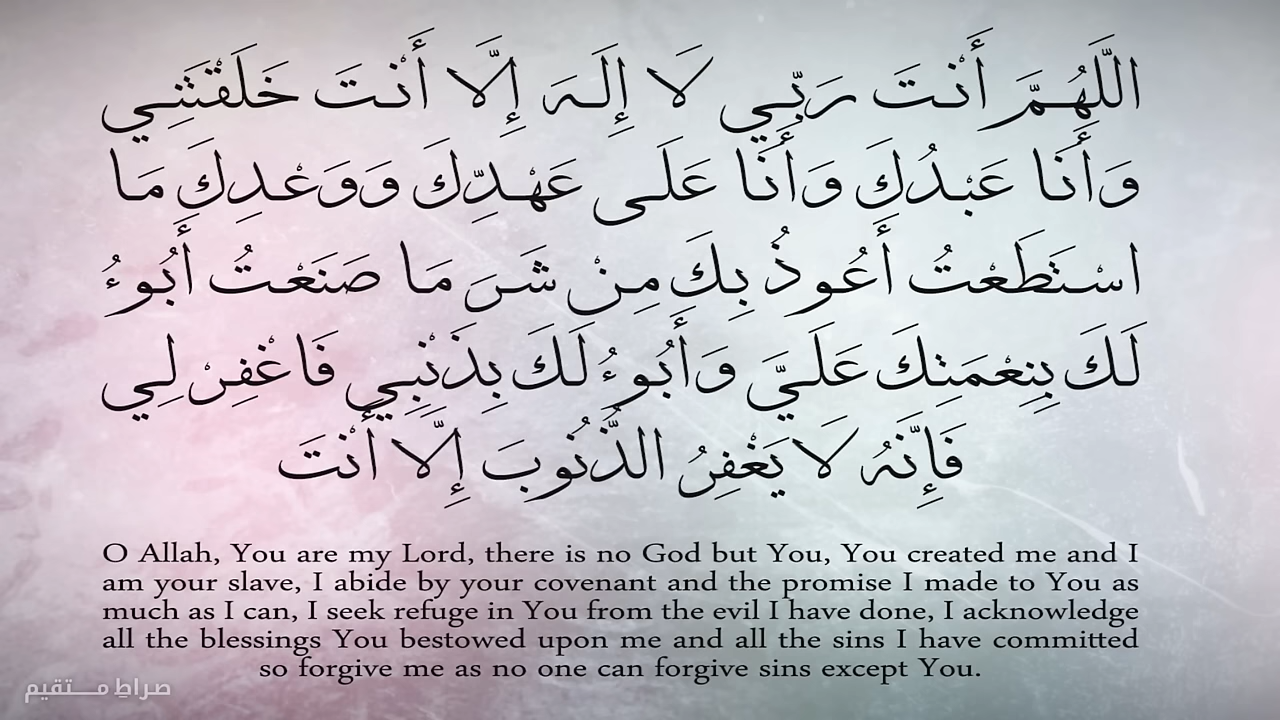 اللَّهُمَّ أَنْتَ رَبِّي لَا إِلَهَ إِلَّا أَنْتَ خَلَقْتَنِي
وَأَنَا عَبْدُكَ وَأَنَا عَلَى عَهْدِّكَ وَوَعْدِكَ مَا
اسْتَطَعْتُ أَعُوذُ بِكَ مِنْ شَرَ مَا صَنَعْتُ أَبُوءُ
لَكَ بِنِعْمَتِكَ عَلَيَّ وَأَبُوءُ لَكَ بِذَنْبِي فَاغْفِرْ لِي
فَإِنَّهُ لَا يَغْفِرُ الذُّنُوبَ إِلَّا أَنْتَ
O Allah, You are my Lord, there is no God but You, You created me and I
am your slave, I abide by your covenant and the promise I made to You as
much as I can, I seek refuge in You from the evil I have done, I acknowledge
all the blessings You bestowed upon me and all the sins I have committed
so forgive me as no one can forgive sins except You.
صراطِ مستقيم